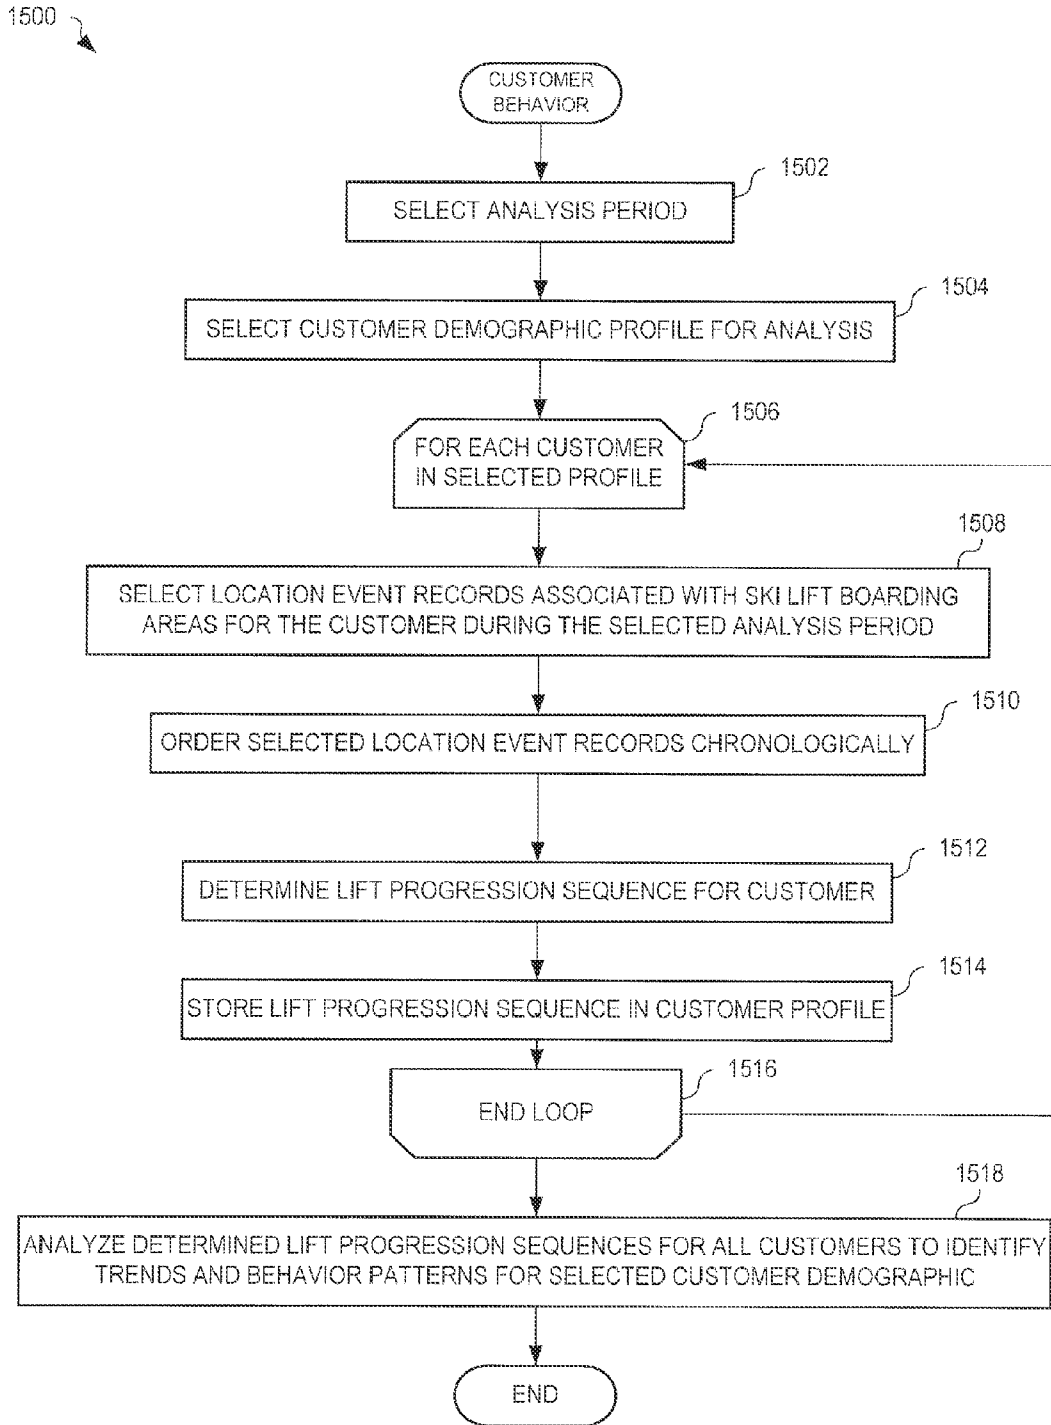 1500
CUSTOMER
BEHAVIOR
1502
SELECT ANALYSIS PERIOD
1504
SELECT CUSTOMER DEMOGRAPHIC PROFILE FOR ANALYSIS
1506
FOR EACH CUSTOMER
IN SELECTED PROFILE
1508
SELECT LOCATION EVENT RECORDS ASSOCIATED WITH SKI LIFT BOARDING
AREAS FOR THE CUSTOMER DURING THE SELECTED ANALYSIS PERIOD
1510
ORDER SELECTED LOCATION EVENT RECORDS CHRONOLOGICALLY
1512
DETERMINE LIFT PROGRESSION SEQUENCE FOR CUSTOMER
1514
STORE LIFT PROGRESSION SEQUENCE IN CUSTOMER PROFILE
1516
END LOOP
1518
ANALYZE DETERMINED LIFT PROGRESSION SEQUENCES FOR ALL CUSTOMERS TO IDENTIFY
TRENDS AND BEHAVIOR PATTERNS FOR SELECTED CUSTOMER DEMOGRAPHIC
END